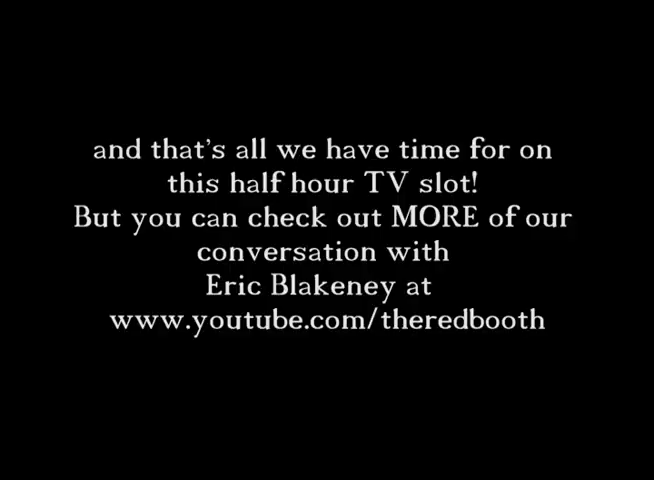 and that's all we have time for on
this half hour TV slot!
But you can check out MORE of our
conversation with
Eric Blakeney at
www.youtube.com/theredbooth